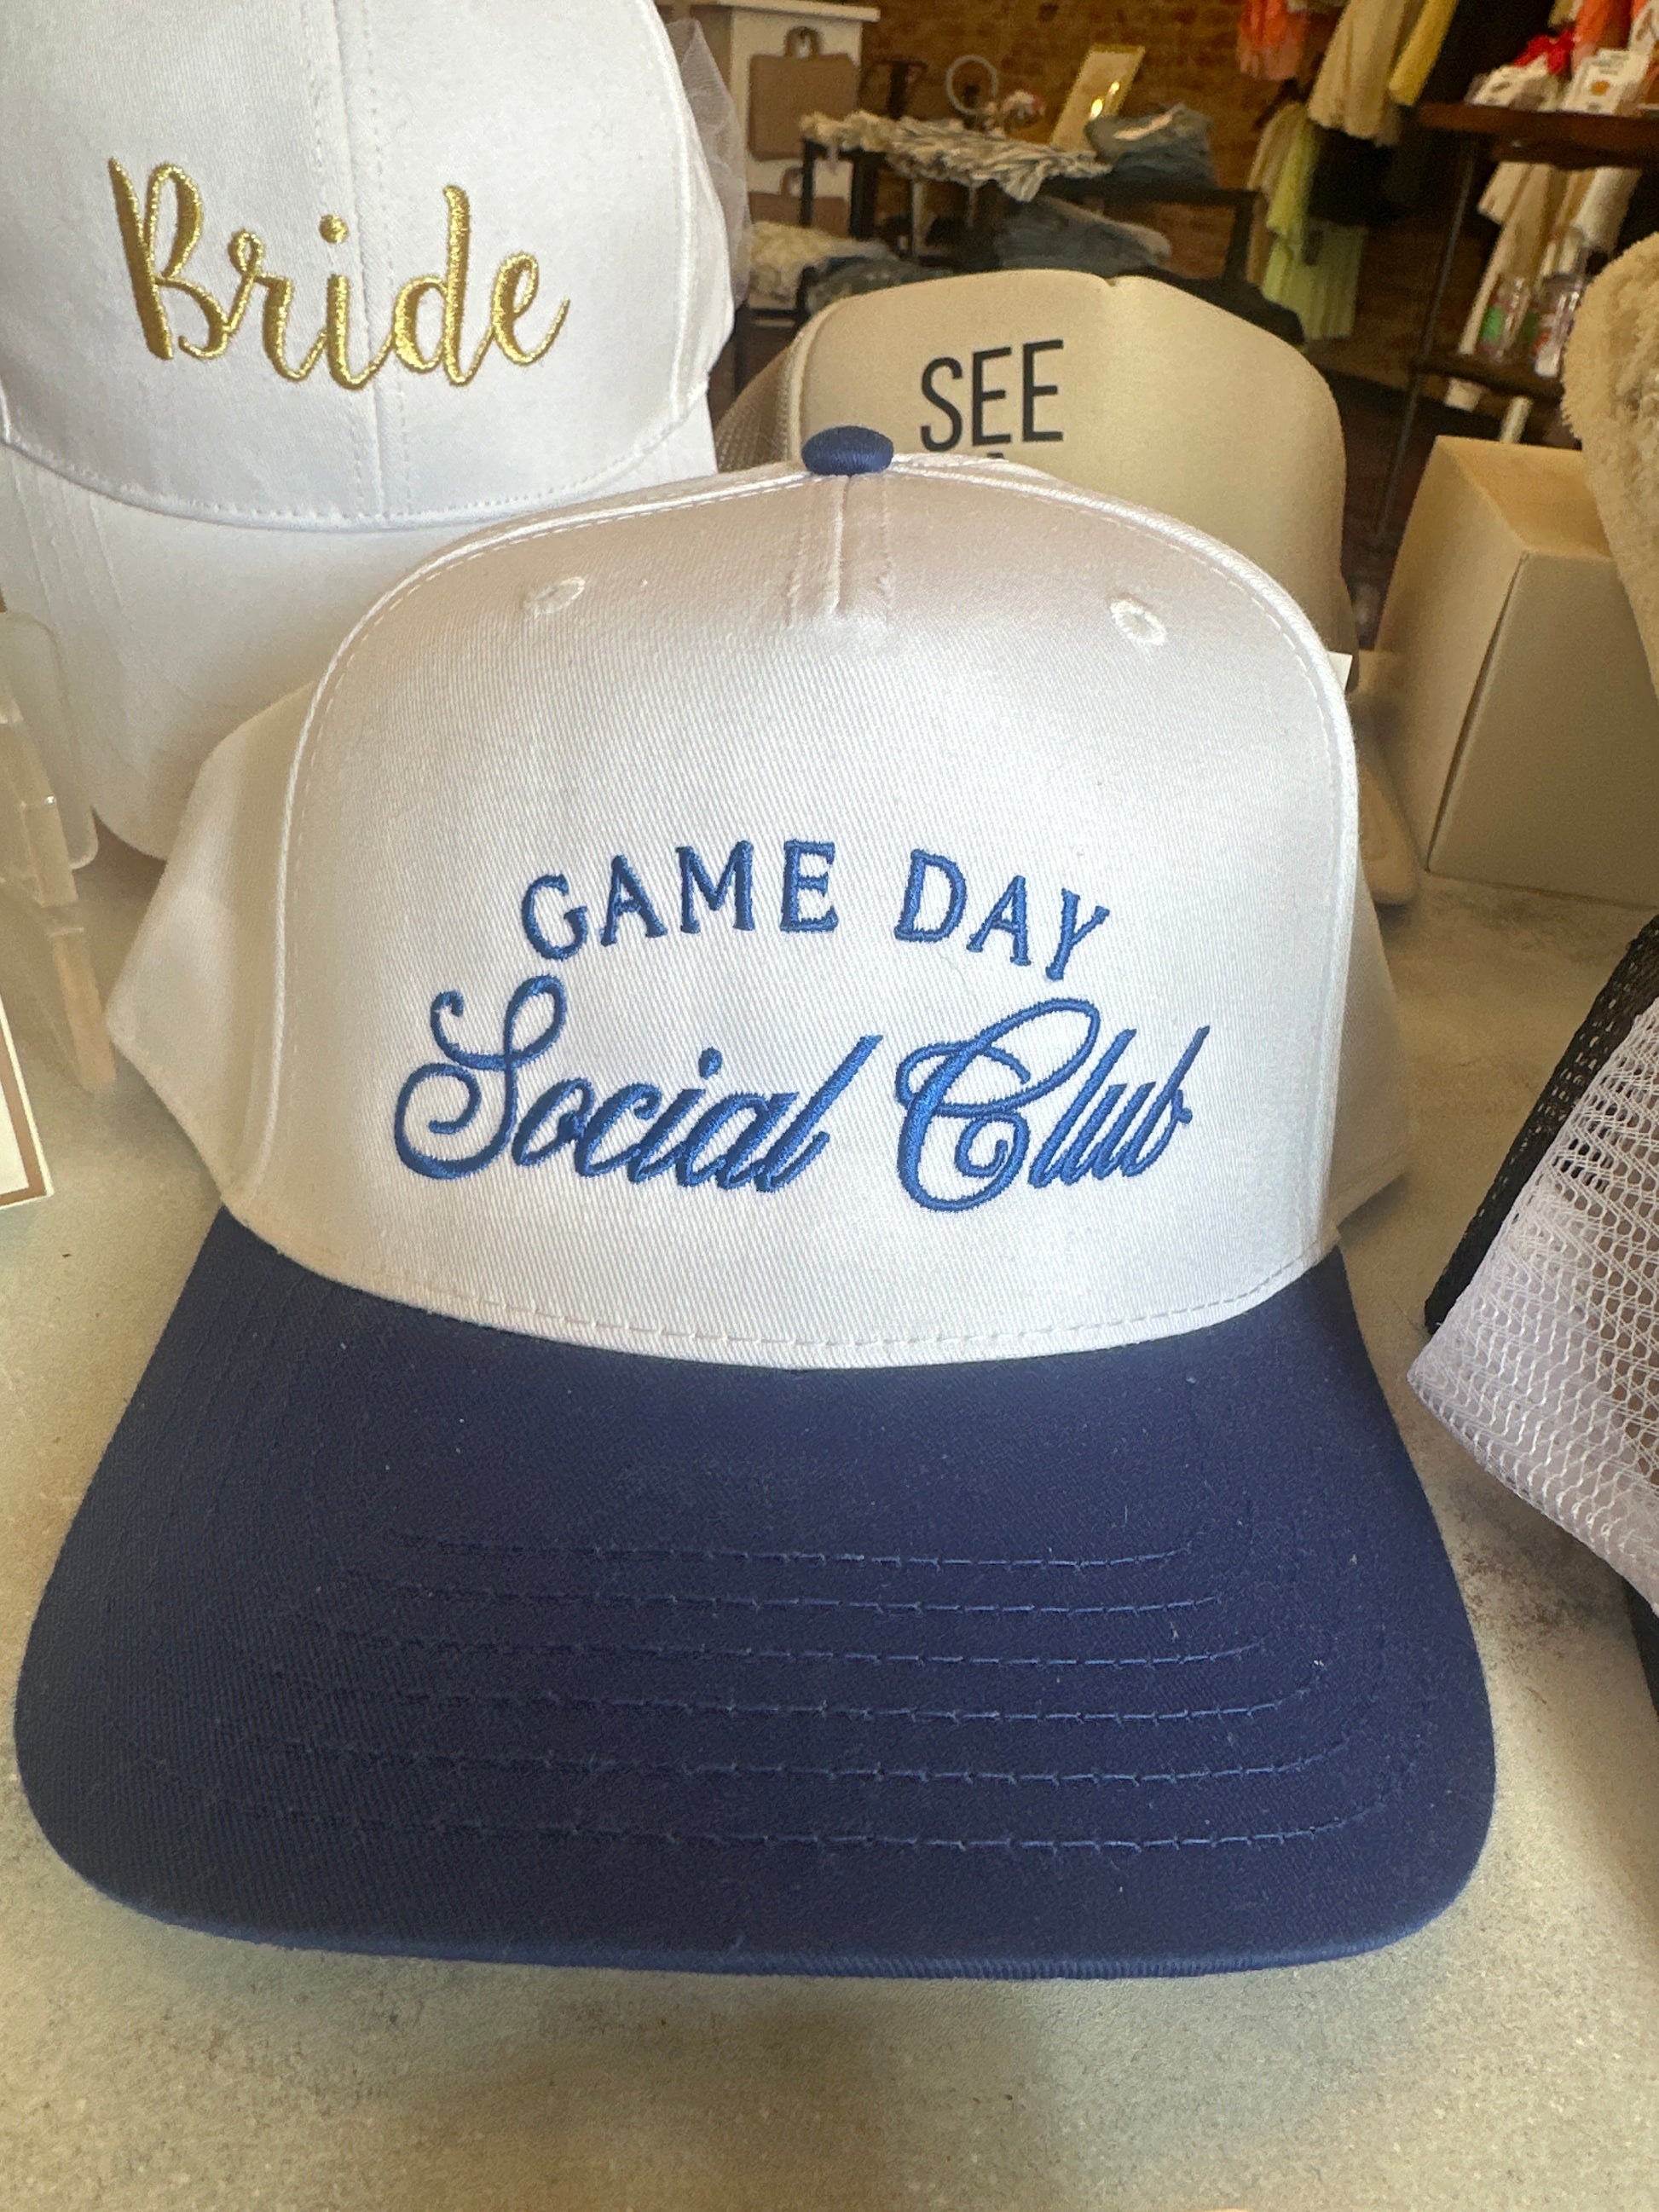 Bride
SEE
GAME DAY
Social Club